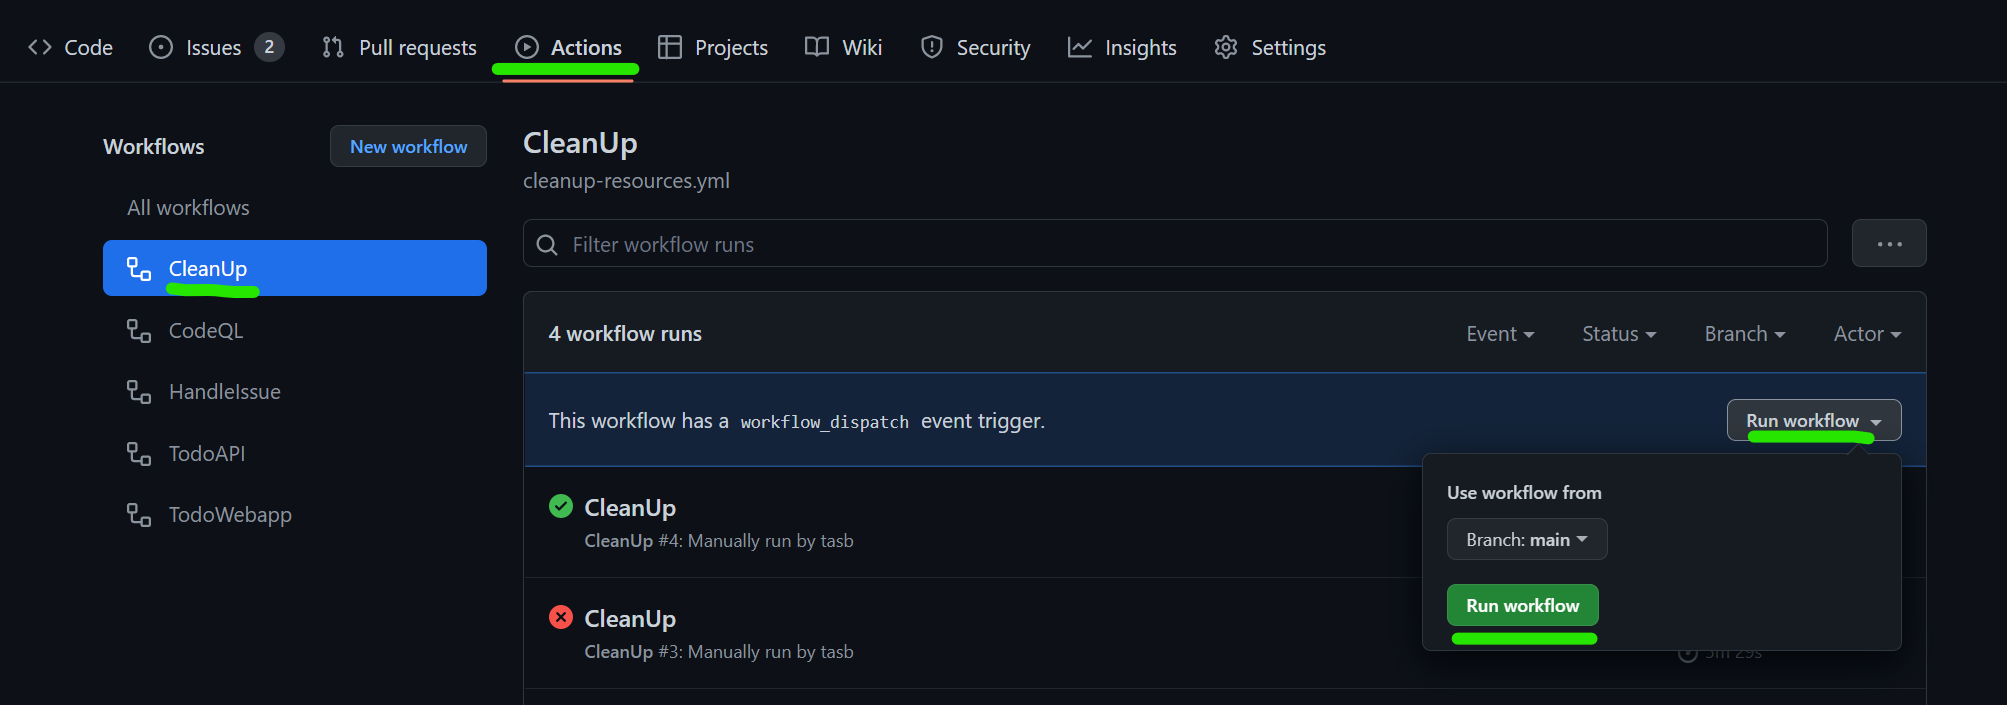 Code Issues 2 Pull requests Actions Projects Wiki Security Insights Settings
Workflows
New workflow
All workflows
CleanUp
CodeQL
HandleIssue
TodoAPI
TodoWebapp
CleanUp
cleanup-resources.yml
Filter workflow runs
4 workflow runs
Event Status Branch Actor
This workflow has a workflow_dispatch event trigger.
Run workflow
Use workflow from
Branch: main
Run workflow
CleanUp
CleanUp #4: Manually run by tasb
CleanUp
CleanUp #3: Manually run by tasb
3m 29s